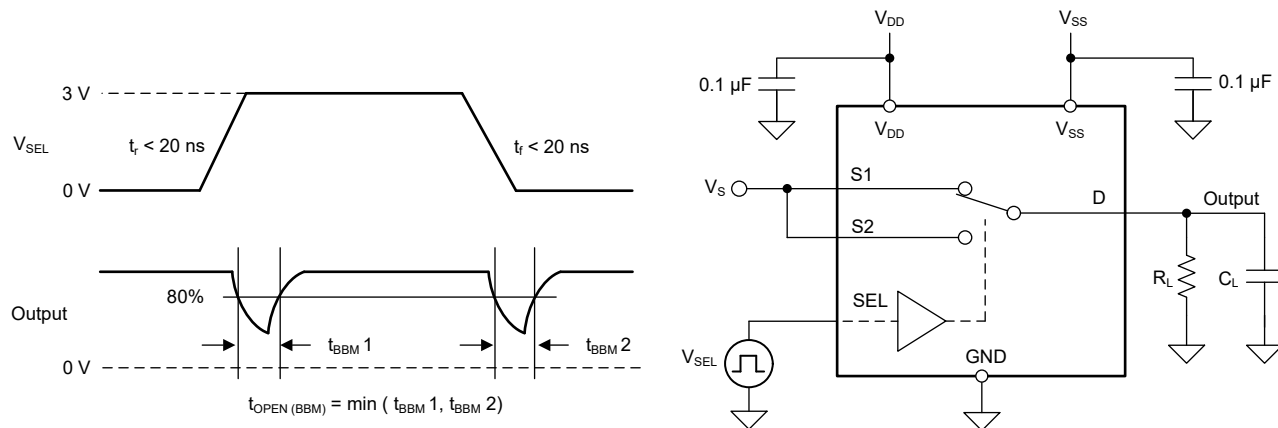 3 V
V_SEL
t_r < 20 ns
t_f < 20 ns
0 V
80%
Output
t_BBM 1
t_BBM 2
0 V
t_OPEN (BBM) = min ( t_BBM 1, t_BBM 2)
V_DD
V_SS
0.1 µF
0.1 µF
V_DD
V_SS
V_S
S1
D
Output
S2
R_L
C_L
SEL
V_SEL
GND